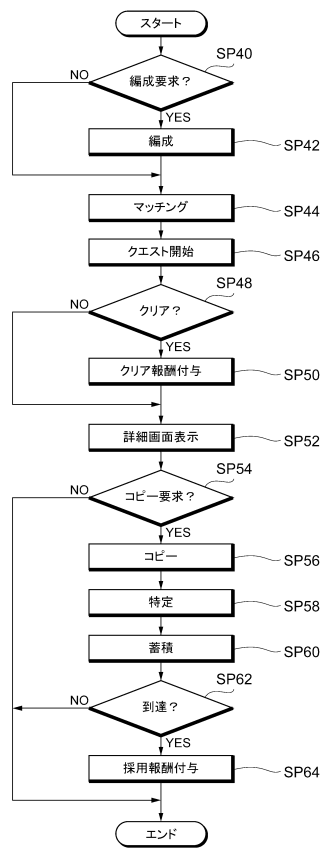 スタート
SP40
編成要求？
NO
YES
編成
SP42
マッチング
SP44
クエスト開始
SP46
SP48
クリア？
NO
YES
クリア報酬付与
SP50
詳細画面表示
SP52
SP54
コピー要求？
NO
YES
コピー
SP56
特定
SP58
蓄積
SP60
SP62
到達？
NO
YES
採用報酬付与
SP64
エンド